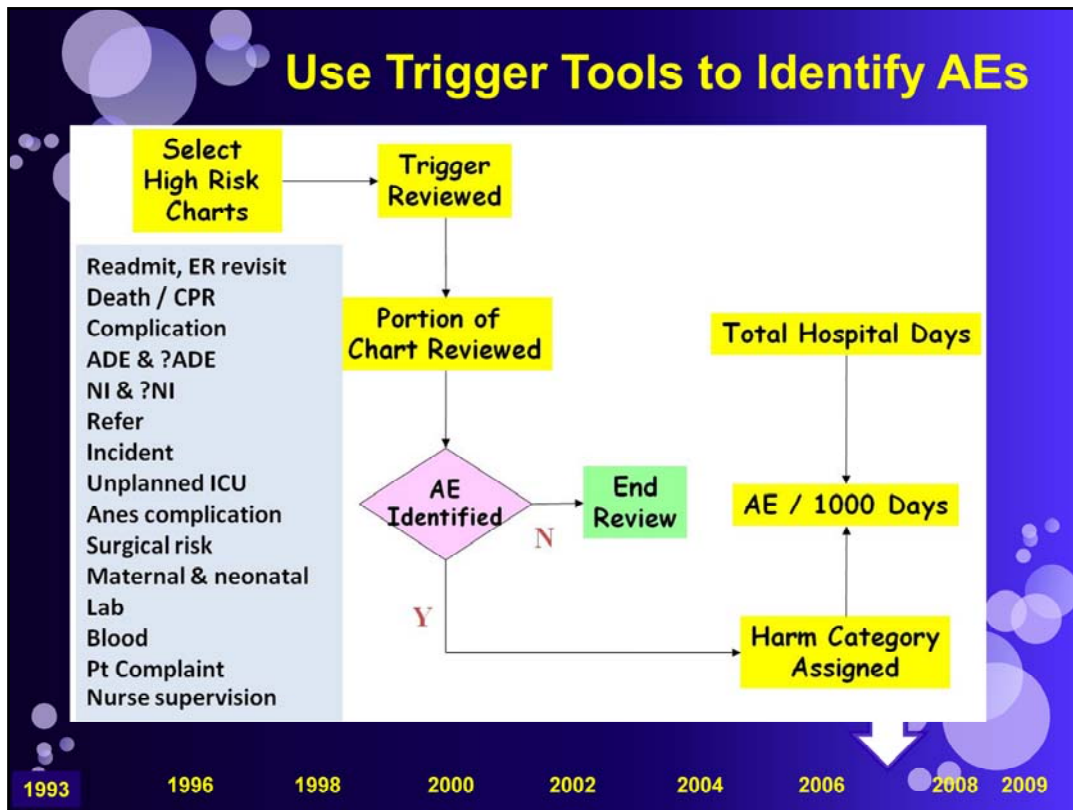 Use Trigger Tools to Identify AEs
Select
High Risk
Charts
Trigger
Reviewed
Readmit, ER revisit
Death / CPR
Complication
ADE & ?ADE
NI & ?NI
Refer
Incident
Unplanned ICU
Anes complication
Surgical risk
Maternal & neonatal
Lab
Blood
Pt Complaint
Nurse supervision
Portion of
Chart Reviewed
Total Hospital Days
AE
Identified
N
End
Review
AE / 1000 Days
Y
Harm Category
Assigned
1993 1996 1998 2000 2002 2004 2006 2008 2009